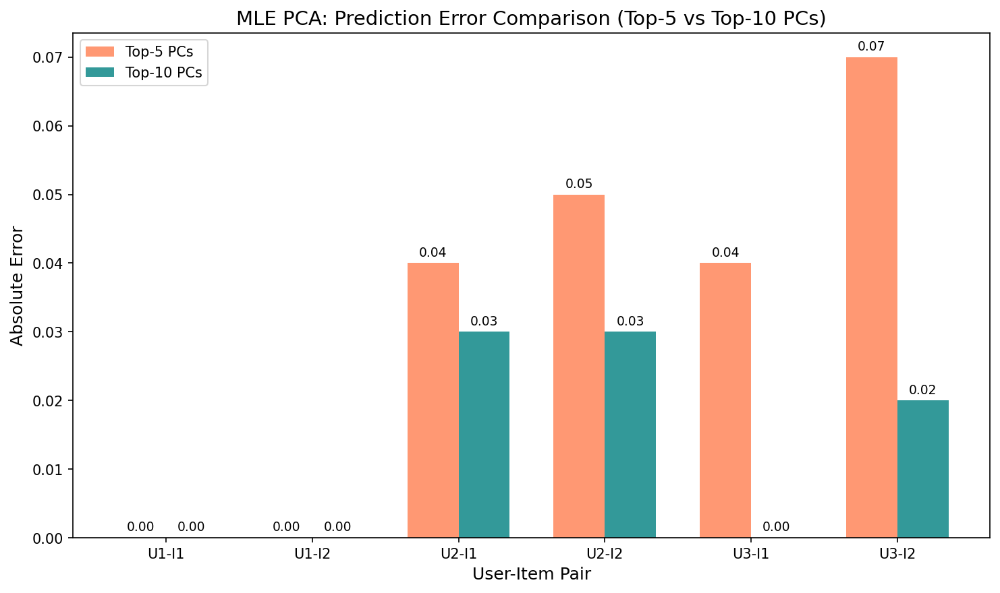 MLE PCA: Prediction Error Comparison (Top-5 vs Top-10 PCs)
Top-5 PCs
Top-10 PCs
Absolute Error
0.07
0.06
0.05
0.04
0.03
0.02
0.01
0.00
0.00 0.00
0.00 0.00
0.04 0.03
0.05 0.03
0.04 0.00
0.07 0.02
U1-I1 U1-I2 U2-I1 U2-I2 U3-I1 U3-I2
User-Item Pair